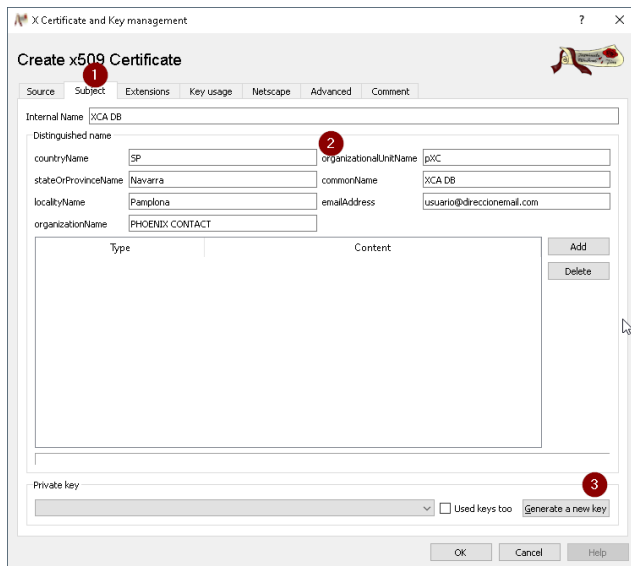 X Certificate and Key management
Create x509 Certificate
1
Source Subject Extensions Key usage Netscape Advanced Comment
Internal Name XCA DB
Distinguished name
2
countryName SP organizationalUnitName pXC
stateOrProvinceName Navarra commonName XCA DB
localityName Pamplona emailAddress usuario@direccionemail.com
organizationName PHOENIX CONTACT
Type Content Add
Delete
Private key 3
Used keys too Generate a new key
OK Cancel Help